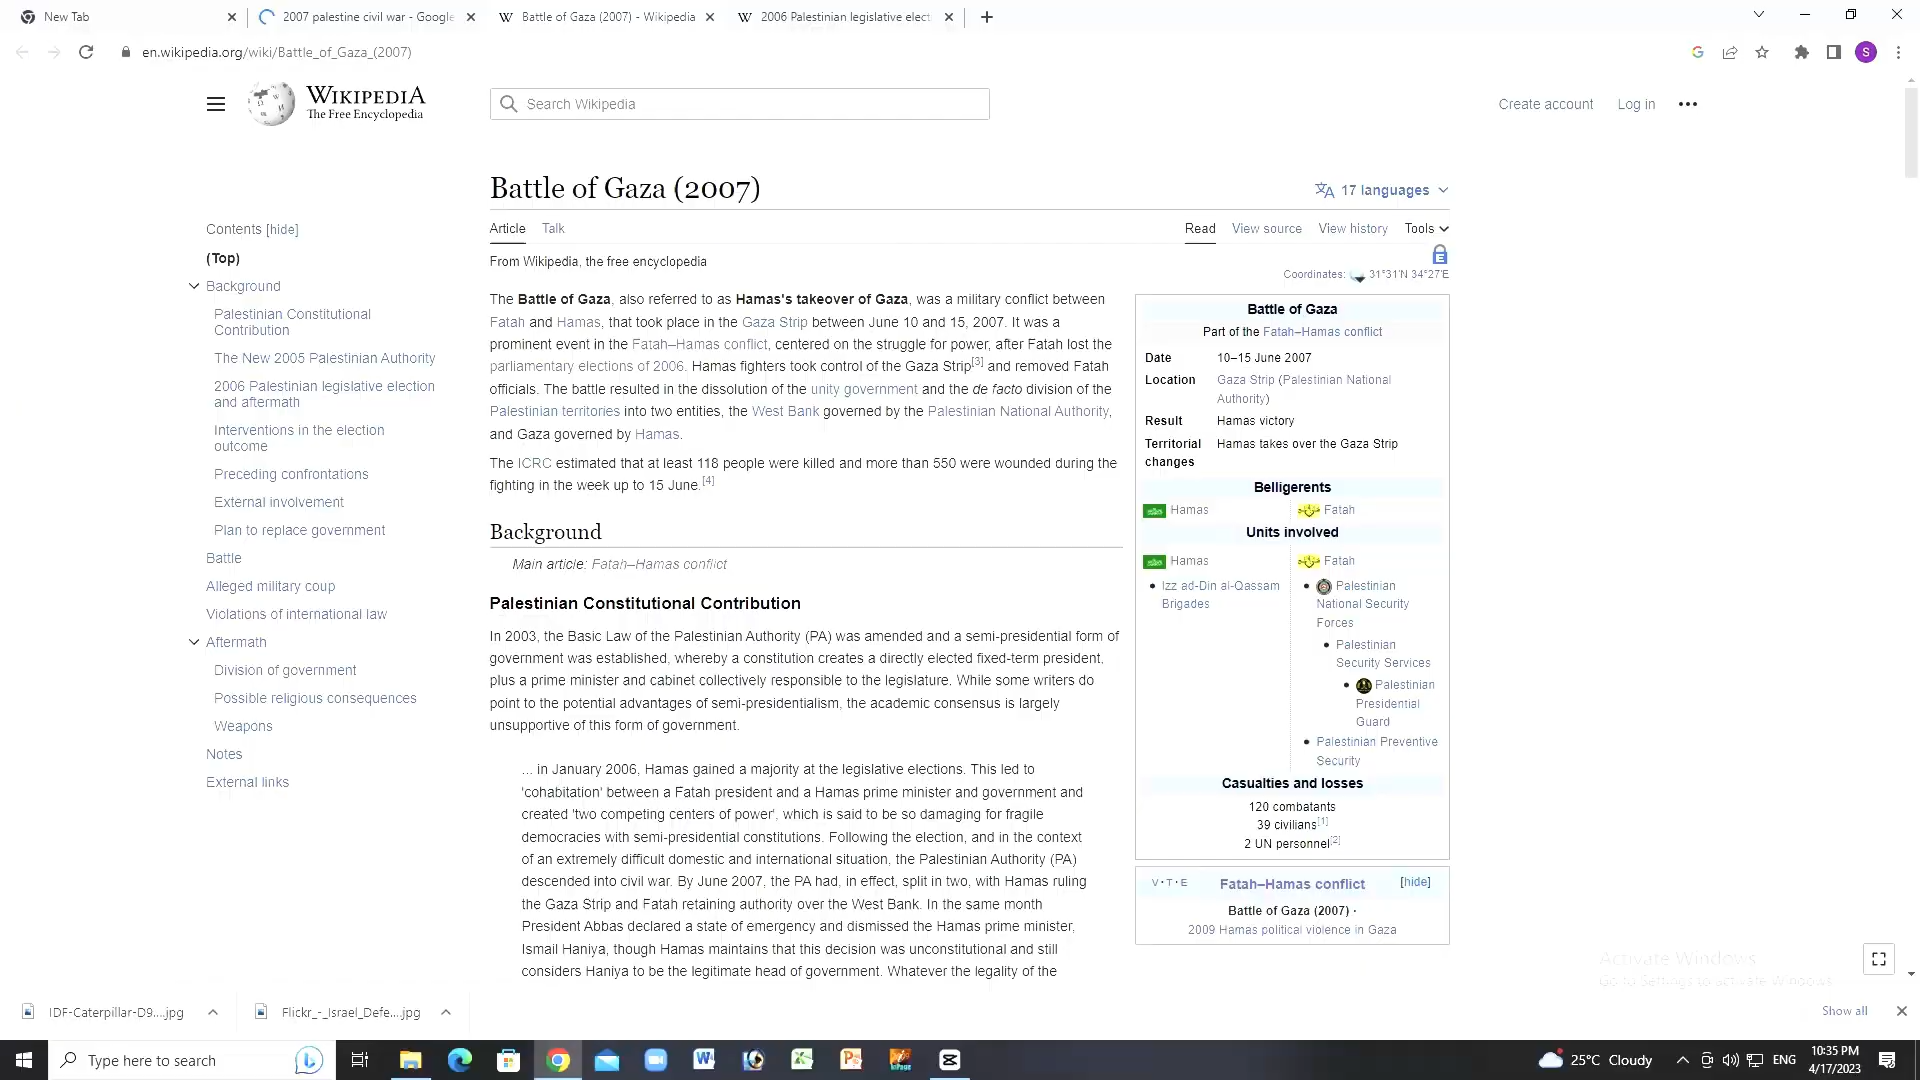 New Tab
2007 palestine civil war - Google
Battle of Gaza (2007) - Wikipedia
2006 Palestinian legislative elect
en.wikipedia.org/wiki/Battle_of_Gaza_(2007)
S
WIKIPEDIA
The Free Encyclopedia
Search Wikipedia
Create account
Log in
Contents [hide]
(Top)
Background
Palestinian Constitutional
Contribution
The New 2005 Palestinian Authority
2006 Palestinian legislative election
and aftermath
Interventions in the election
outcome
Preceding confrontations
External involvement
Plan to replace government
Battle
Alleged military coup
Violations of international law
Aftermath
Division of government
Possible religious consequences
Weapons
Notes
External links
Battle of Gaza (2007)
17 languages
Article Talk
Read View source View history Tools
From Wikipedia, the free encyclopedia
Coordinates: 31°31′N 34°27′E
The Battle of Gaza, also referred to as Hamas's takeover of Gaza, was a military conflict between
Fatah and Hamas, that took place in the Gaza Strip between June 10 and 15, 2007. It was a
prominent event in the Fatah–Hamas conflict, centered on the struggle for power, after Fatah lost the
parliamentary elections of 2006. Hamas fighters took control of the Gaza Strip[3] and removed Fatah
officials. The battle resulted in the dissolution of the unity government and the de facto division of the
Palestinian territories into two entities, the West Bank governed by the Palestinian National Authority,
and Gaza governed by Hamas.
The ICRC estimated that at least 118 people were killed and more than 550 were wounded during the
fighting in the week up to 15 June.[4]
Background
Main article: Fatah–Hamas conflict
Palestinian Constitutional Contribution
In 2003, the Basic Law of the Palestinian Authority (PA) was amended and a semi-presidential form of
government was established, whereby a constitution creates a directly elected fixed-term president,
plus a prime minister and cabinet collectively responsible to the legislature. While some writers do
point to the potential advantages of semi-presidentialism, the academic consensus is largely
unsupportive of this form of government.
... in January 2006, Hamas gained a majority at the legislative elections. This led to
'cohabitation' between a Fatah president and a Hamas prime minister and government and
created 'two competing centers of power', which is said to be so damaging for fragile
democracies with semi-presidential constitutions. Following the election, and in the context
of an extremely difficult domestic and international situation, the Palestinian Authority (PA)
descended into civil war. By June 2007, the PA had, in effect, split in two, with Hamas ruling
the Gaza Strip and Fatah retaining authority over the West Bank. In the same month
President Abbas declared a state of emergency and dismissed the Hamas prime minister,
Ismail Haniya, though Hamas maintains that this decision was unconstitutional and still
considers Haniya to be the legitimate head of government. Whatever the legality of the
Battle of Gaza
Part of the Fatah–Hamas conflict
Date 10–15 June 2007
Location Gaza Strip (Palestinian National
Authority)
Result Hamas victory
Territorial Hamas takes over the Gaza Strip
changes
Belligerents
Hamas Fatah
Units involved
Hamas
Izz ad-Din al-Qassam
Brigades
Fatah
Palestinian
National Security
Forces
Palestinian
Security Services
Palestinian
Presidential
Guard
Palestinian Preventive
Security
Casualties and losses
120 combatants
39 civilians[1]
2 UN personnel[2]
V·T·E Fatah–Hamas conflict [hide]
Battle of Gaza (2007) ·
2009 Hamas political violence in Gaza
Activate Windows
Go to Settings to activate Windows.
IDF-Caterpillar-D9....jpg
Flickr_-_Israel_Defe....jpg
Show all
Type here to search
25°C Cloudy
ENG
10:35 PM
4/17/2023